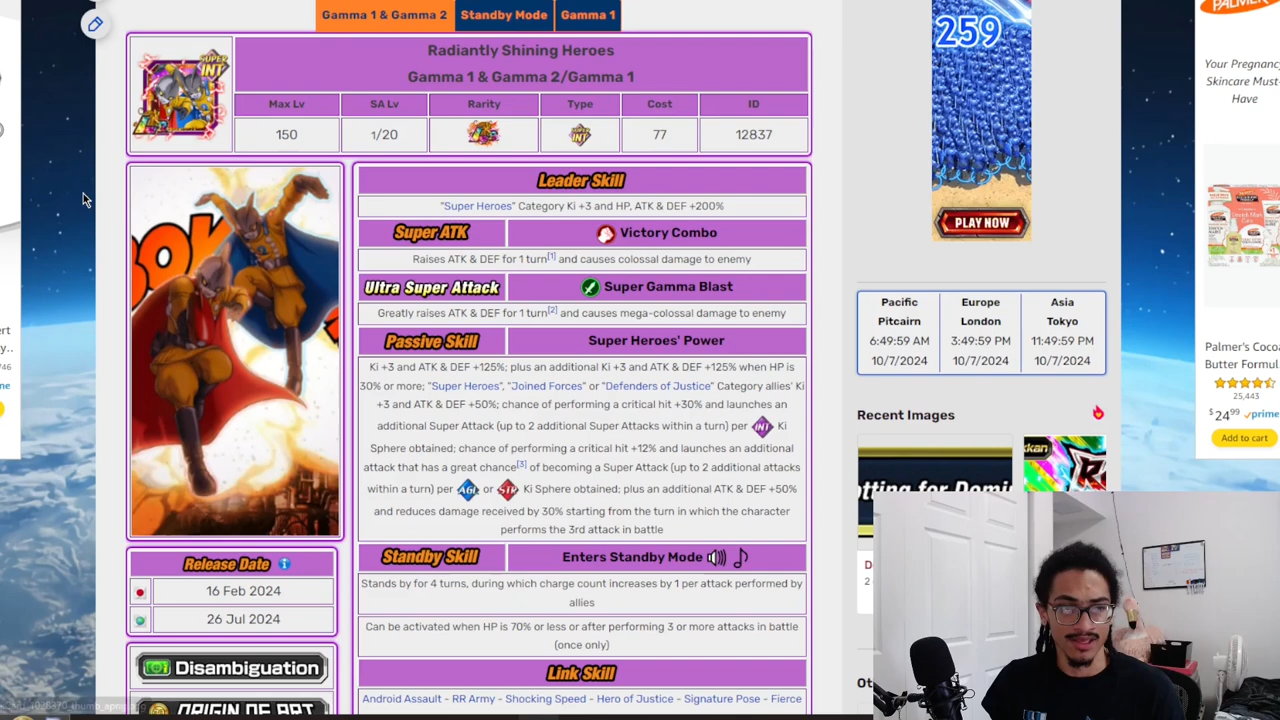 Gamma 1 & Gamma 2
Standby Mode
Gamma 1
Radiantly Shining Heroes
Gamma 1 & Gamma 2/Gamma 1
SUPER INT
Max Lv
SA Lv
Rarity
Type
Cost
ID
150
1/20
77
12837
Leader Skill
"Super Heroes" Category Ki +3 and HP, ATK & DEF +200%
Super ATK
Victory Combo
Raises ATK & DEF for 1 turn[1] and causes colossal damage to enemy
Ultra Super Attack
Super Gamma Blast
Greatly raises ATK & DEF for 1 turn[2] and causes mega-colossal damage to enemy
Passive Skill
Super Heroes' Power
Ki +3 and ATK & DEF +125%; plus an additional Ki +3 and ATK & DEF +125% when HP is
30% or more; "Super Heroes", "Joined Forces" or "Defenders of Justice" Category allies' Ki
+3 and ATK & DEF +50%; chance of performing a critical hit +30% and launches an
additional Super Attack (up to 2 additional Super Attacks within a turn) per INT Ki
Sphere obtained; chance of performing a critical hit +12% and launches an additional
attack that has a great chance[3] of becoming a Super Attack (up to 2 additional attacks
within a turn) per AGL or STR Ki Sphere obtained; plus an additional ATK & DEF +50%
and reduces damage received by 30% starting from the turn in which the character
performs the 3rd attack in battle
Standby Skill
Enters Standby Mode
Stands by for 4 turns, during which charge count increases by 1 per attack performed by
allies
Can be activated when HP is 70% or less or after performing 3 or more attacks in battle
(once only)
Link Skill
Android Assault - RR Army - Shocking Speed - Hero of Justice - Signature Pose - Fierce
Release Date
16 Feb 2024
26 Jul 2024
Disambiguation
ORIGIN OF ART
259
PLAY NOW
Pacific
Pitcairn
6:49:59 AM
10/7/2024
Europe
London
3:49:59 PM
10/7/2024
Asia
Tokyo
11:49:59 PM
10/7/2024
Recent Images
otting for Domi
kkan
PALMER'
Your Pregnancy
Skincare Must-
Have
Palmer's Cocoa
Butter Formul
25,443
$24.99 prime
Add to cart
ert
y...
746